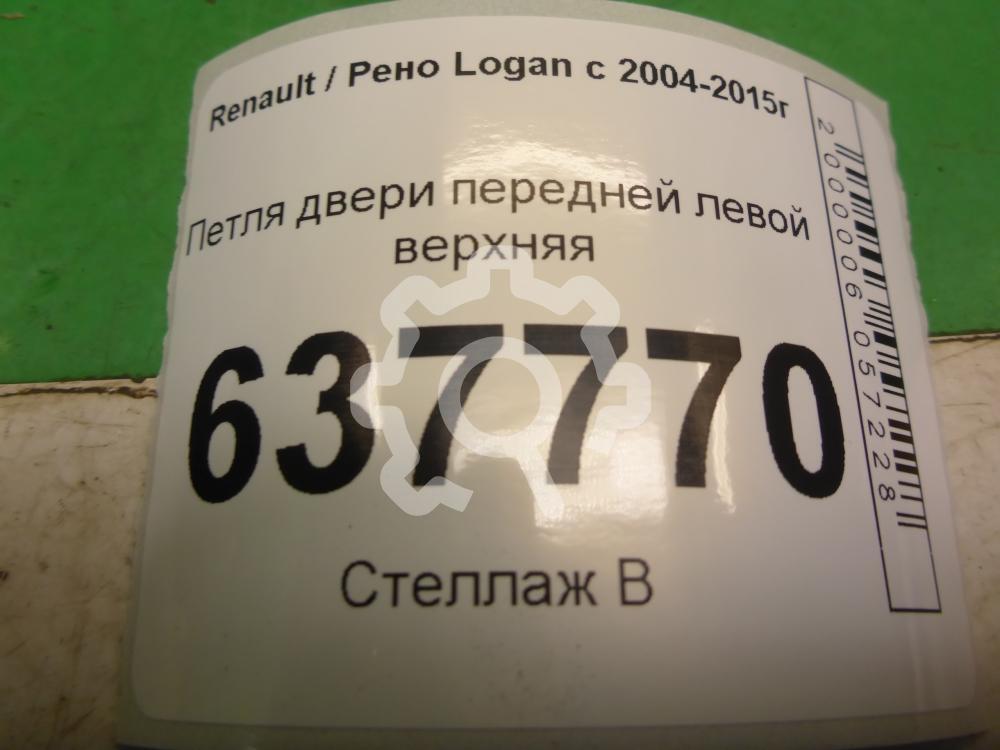 Renault / Рено Logan с 2004-2015г
Петля двери передней левой
верхняя
637770
Стеллаж В
2000006057228